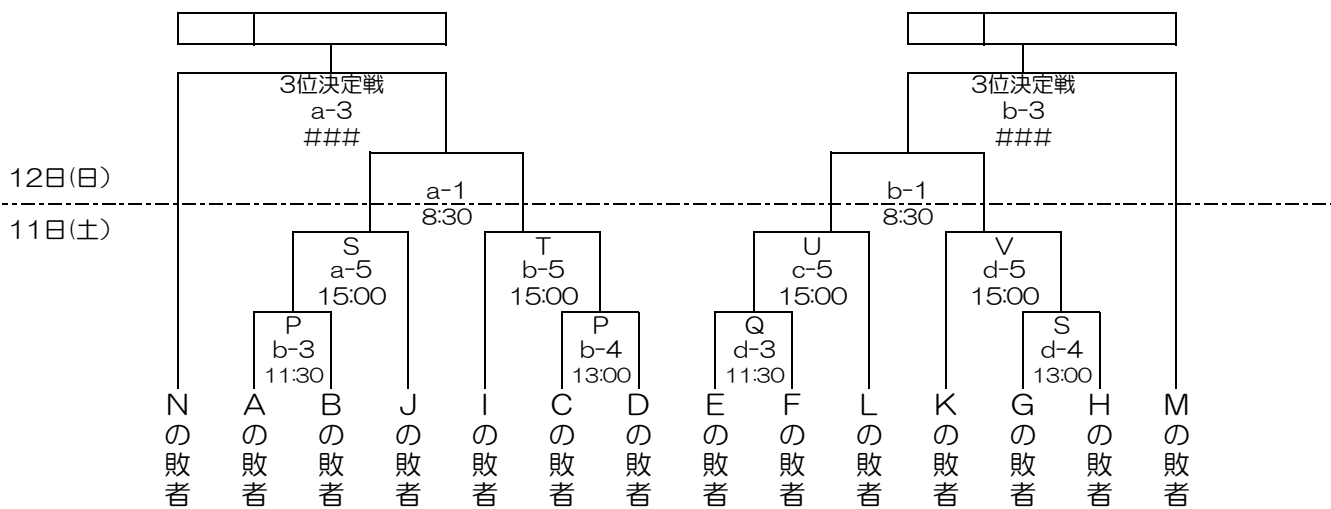 3位決定戦
a-3
###
3位決定戦
b-3
###
12日(日)
a-1
8:30
b-1
8:30
11日(土)
S
a-5
15:00
T
b-5
15:00
U
c-5
15:00
V
d-5
15:00
P
b-3
11:30
P
b-4
13:00
Q
d-3
11:30
S
d-4
13:00
Nの敗者
Aの敗者
Bの敗者
Jの敗者
Iの敗者
Cの敗者
Dの敗者
Eの敗者
Fの敗者
Lの敗者
Kの敗者
Gの敗者
Hの敗者
Mの敗者